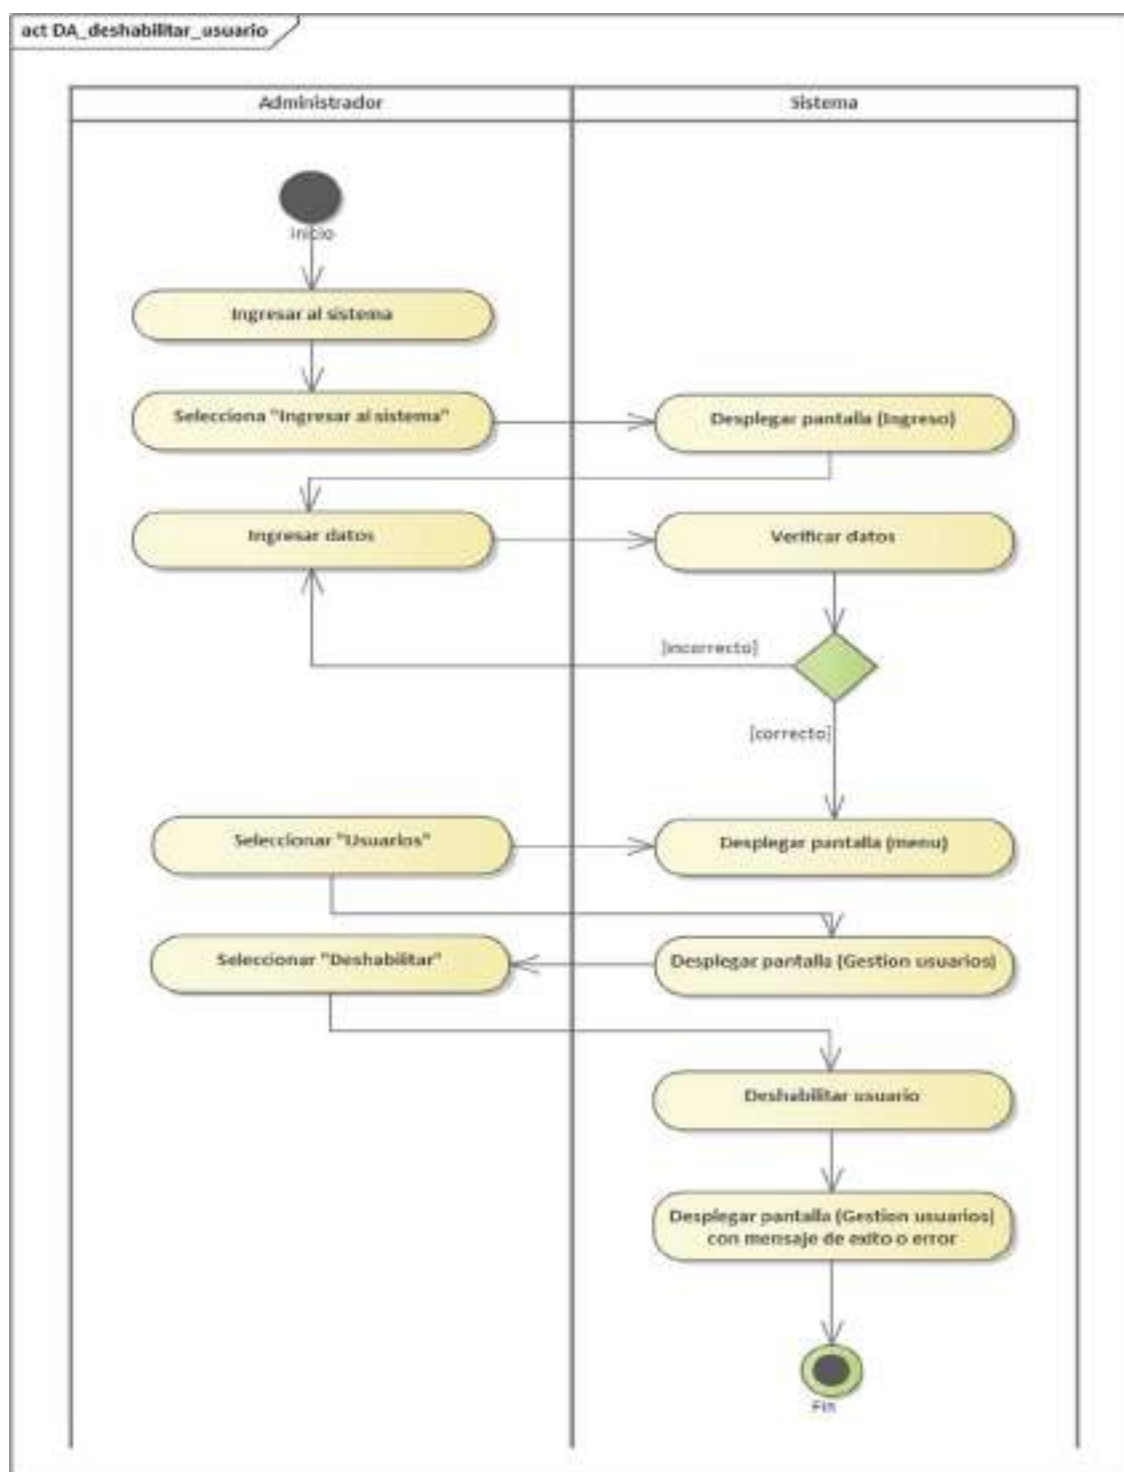 act DA_deshabilitar_usuario
Administrador
Sistema
Inicio
Ingresar al sistema
Selecciona "Ingresar al sistema"
Desplegar pantalla (Ingreso)
Ingresar datos
Verificar datos
[incorrecto]
[correcto]
Seleccionar "Usuarios"
Desplegar pantalla (menu)
Seleccionar "Deshabilitar"
Desplegar pantalla (Gestion usuarios)
Deshabilitar usuario
Desplegar pantalla (Gestion usuarios)
con mensaje de exito o error
Fin